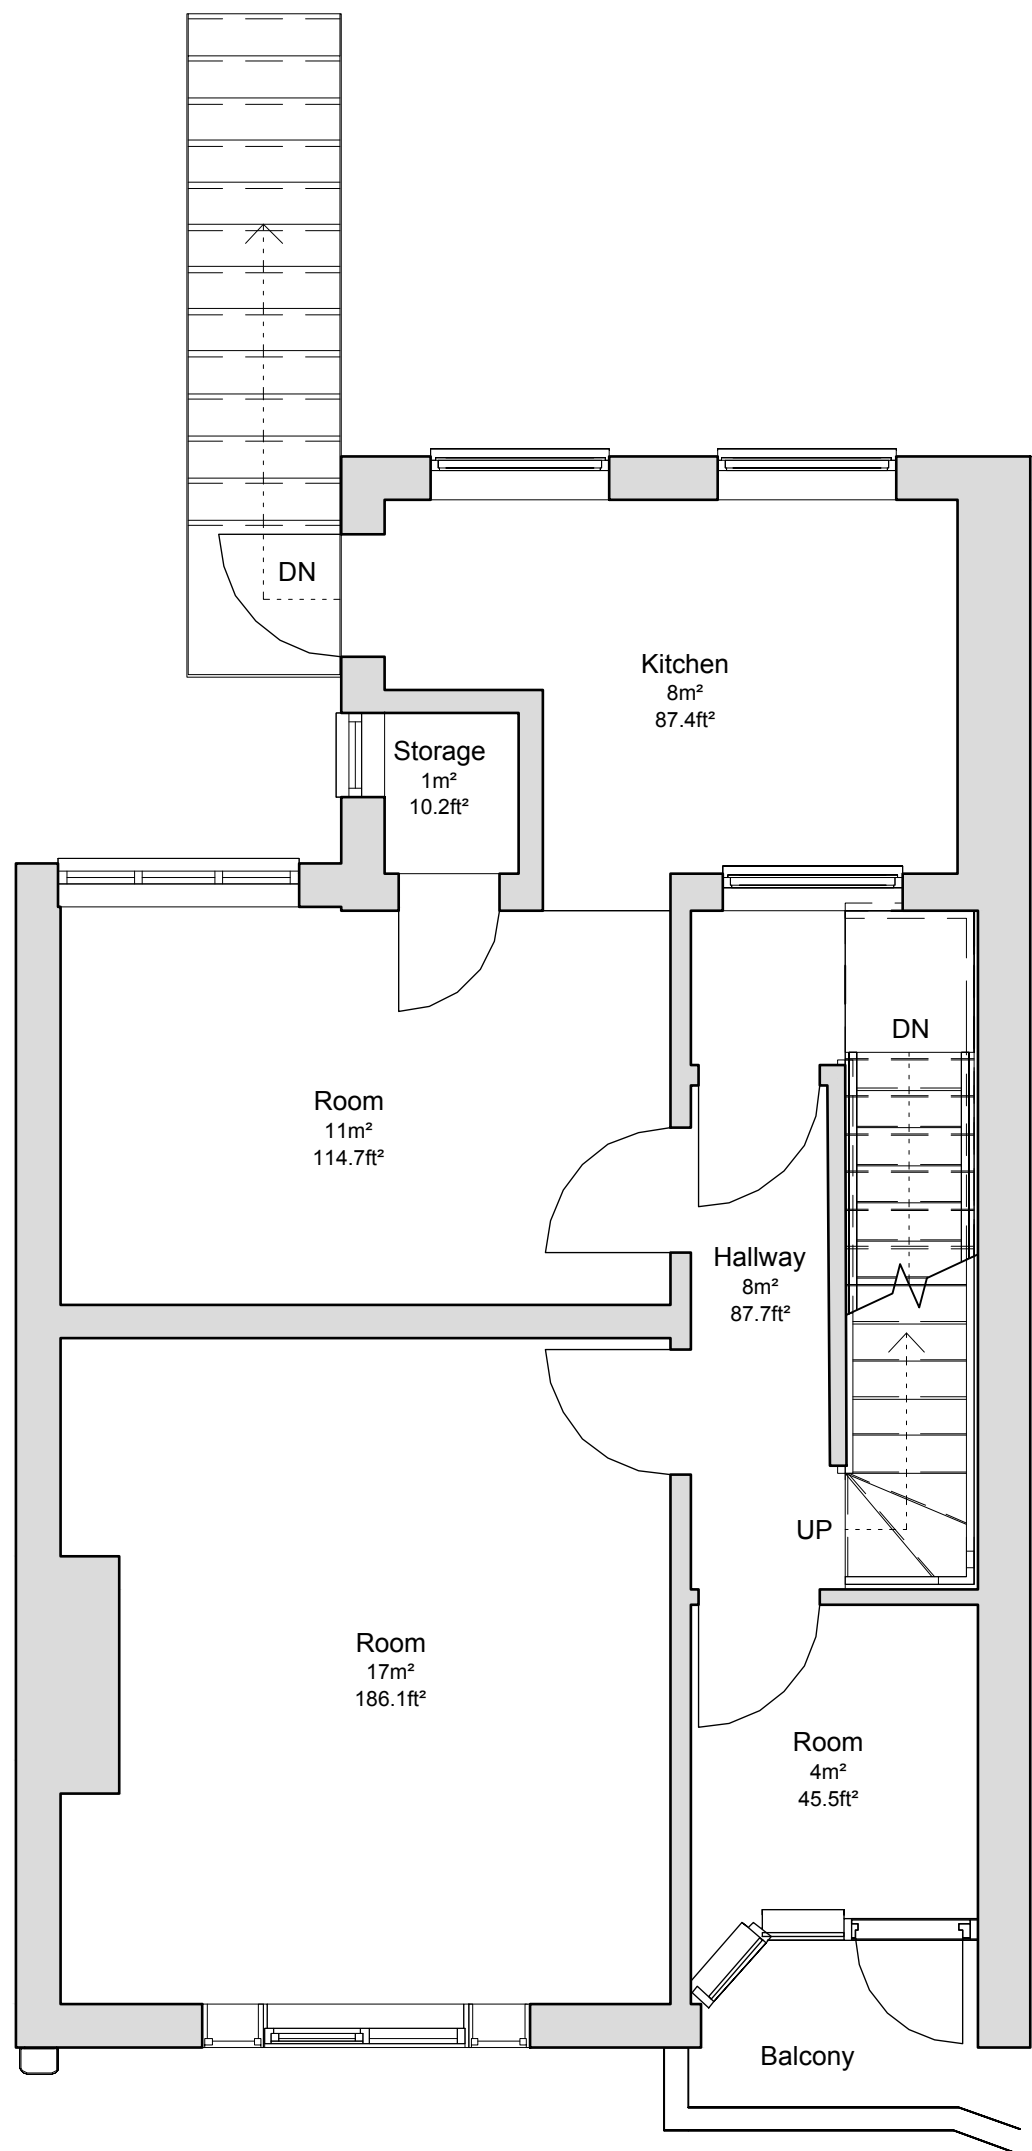 DN
Kitchen
8m²
87.4ft²
Storage
1m²
10.2ft²
DN
Room
11m²
114.7ft²
Hallway
8m²
87.7ft²
UP
Room
17m²
186.1ft²
Room
4m²
45.5ft²
Balcony